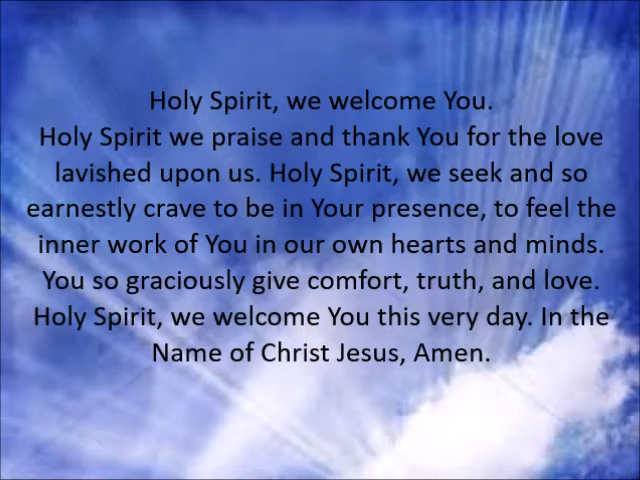 Holy Spirit, we welcome You.
Holy Spirit we praise and thank You for the love
lavished upon us. Holy Spirit, we seek and so
earnestly crave to be in Your presence, to feel the
inner work of You in our own hearts and minds.
You so graciously give comfort, truth, and love.
Holy Spirit, we welcome You this very day. In the
Name of Christ Jesus, Amen.